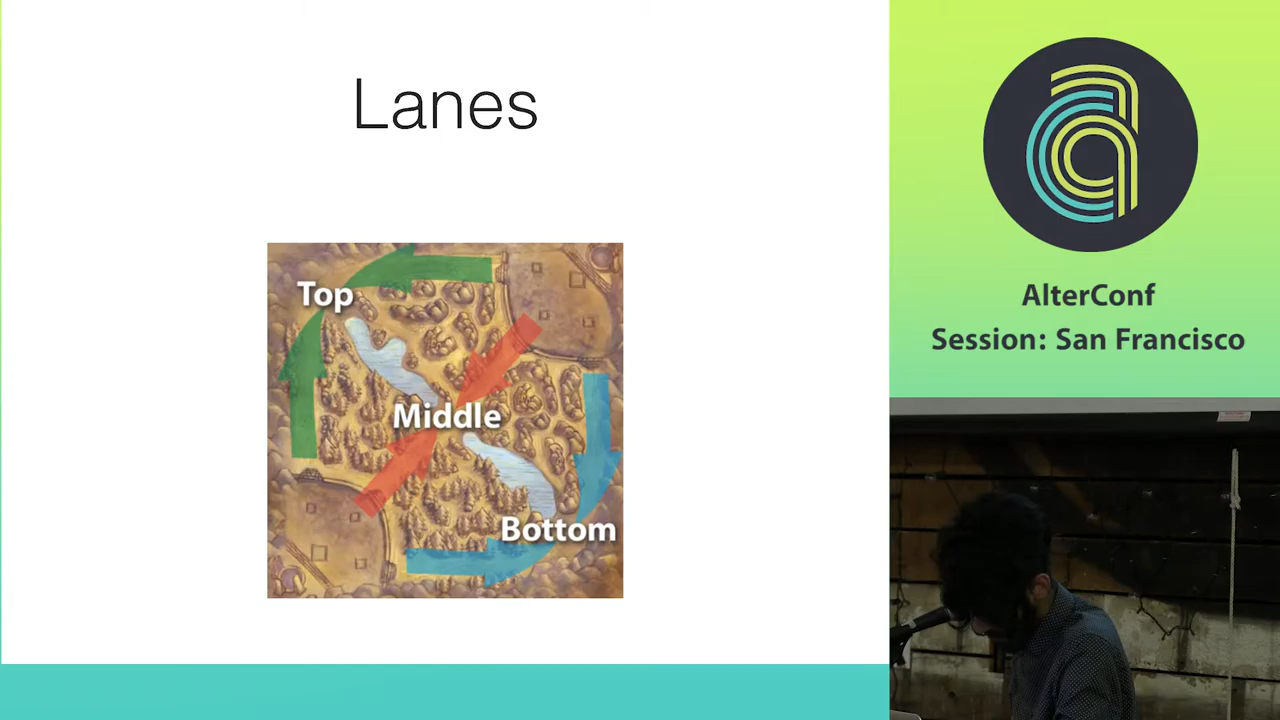 Lanes
Top
Middle
Bottom
AlterConf
Session: San Francisco